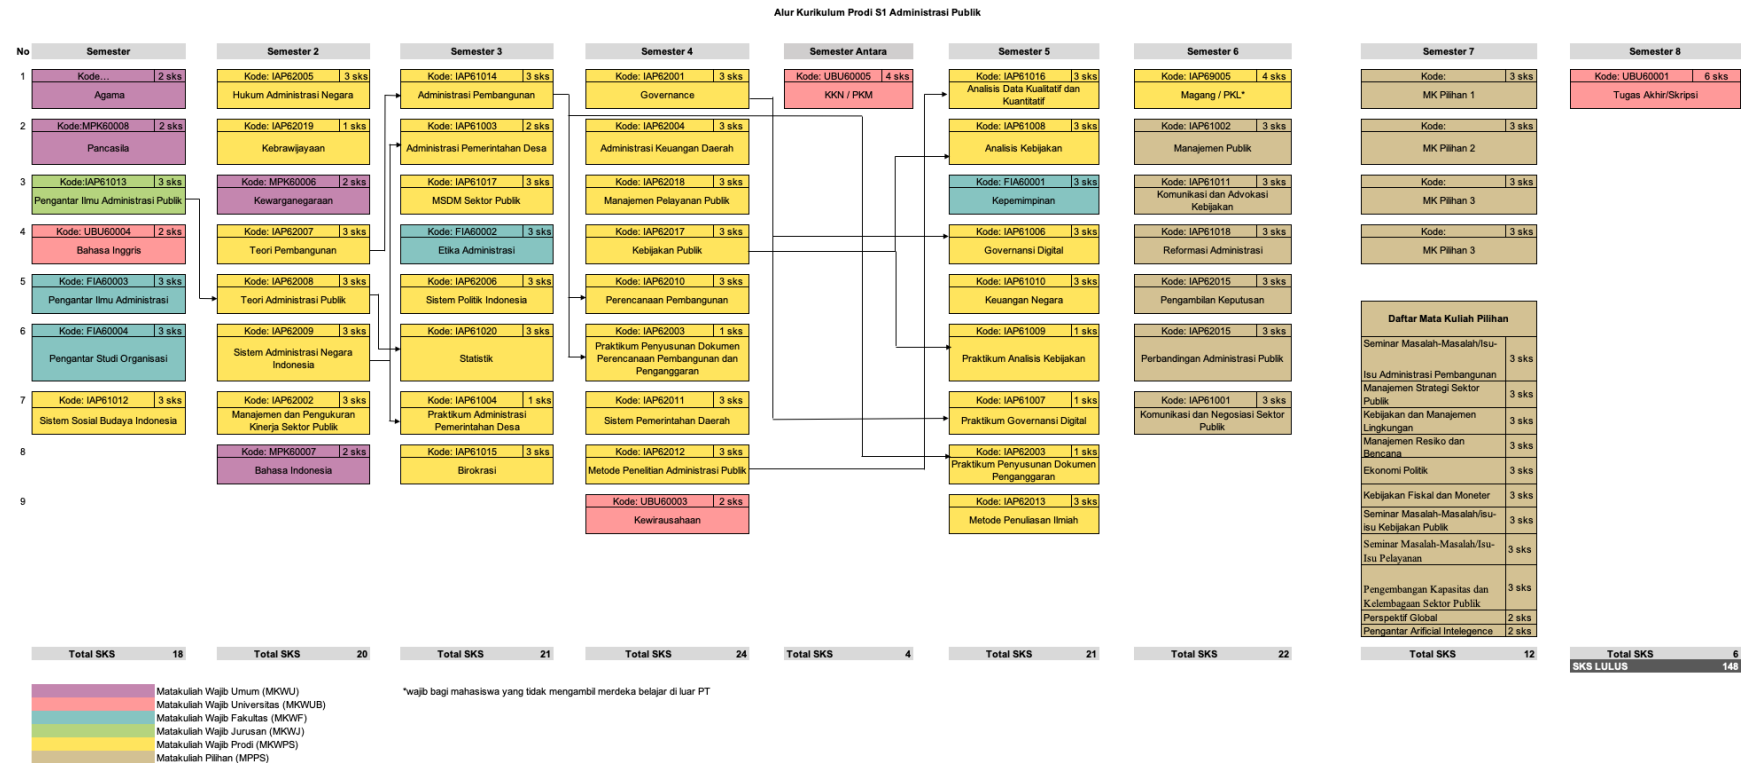 Alur Kurikulum Prodi S1 Administrasi Publik
No
Semester
Semester 2
Semester 3
Semester 4
Semester Antara
Semester 5
Semester 6
Semester 7
Semester 8
1
Kode... 2 sks
Agama
Kode: IAP62005 3 sks
Hukum Administrasi Negara
Kode: IAP61014 3 sks
Administrasi Pembangunan
Kode: IAP62001 3 sks
Governance
Kode: UBU60005 4 sks
KKN / PKM
Kode: IAP61016 3 sks
Analisis Data Kualitatif dan
Kuantitatif
Kode: IAP69005 4 sks
Magang / PKL*
Kode: 3 sks
MK Pilihan 1
Kode: UBU60001 6 sks
Tugas Akhir/Skripsi
2
Kode:MPK60008 2 sks
Pancasila
Kode: IAP62019 1 sks
Kebrawijayaan
Kode: IAP61003 2 sks
Administrasi Pemerintahan Desa
Kode: IAP62004 3 sks
Administrasi Keuangan Daerah
Kode: IAP61008 3 sks
Analisis Kebijakan
Kode: IAP61002 3 sks
Manajemen Publik
Kode: 3 sks
MK Pilihan 2
3
Kode:IAP61013 3 sks
Pengantar Ilmu Administrasi Publik
Kode: MPK60006 2 sks
Kewarganegaraan
Kode: IAP61017 3 sks
MSDM Sektor Publik
Kode: IAP62018 3 sks
Manajemen Pelayanan Publik
Kode: FIA60001 3 sks
Kepemimpinan
Kode: IAP61011 3 sks
Komunikasi dan Advokasi
Kebijakan
Kode: 3 sks
MK Pilihan 3
4
Kode: UBU60004 2 sks
Bahasa Inggris
Kode: IAP62007 3 sks
Teori Pembangunan
Kode: FIA60002 3 sks
Etika Administrasi
Kode: IAP62017 3 sks
Kebijakan Publik
Kode: IAP61006 3 sks
Governansi Digital
Kode: IAP61018 3 sks
Reformasi Administrasi
Kode: 3 sks
MK Pilihan 3
5
Kode: FIA60003 3 sks
Pengantar Ilmu Administrasi
Kode: IAP62008 3 sks
Teori Administrasi Publik
Kode: IAP62006 3 sks
Sistem Politik Indonesia
Kode: IAP62010 3 sks
Perencanaan Pembangunan
Kode: IAP61010 3 sks
Keuangan Negara
Kode: IAP62015 3 sks
Pengambilan Keputusan
6
Kode: FIA60004 3 sks
Pengantar Studi Organisasi
Kode: IAP62009 3 sks
Sistem Administrasi Negara
Indonesia
Kode: IAP61020 3 sks
Statistik
Kode: IAP62003 1 sks
Praktikum Penyusunan Dokumen
Perencanaan Pembangunan dan
Penganggaran
Kode: IAP61009 1 sks
Praktikum Analisis Kebijakan
Kode: IAP62015 3 sks
Perbandingan Administrasi Publik
7
Kode: IAP61012 3 sks
Sistem Sosial Budaya Indonesia
Kode: IAP62002 3 sks
Manajemen dan Pengukuran
Kinerja Sektor Publik
Kode: IAP61004 1 sks
Praktikum Administrasi
Pemerintahan Desa
Kode: IAP62011 3 sks
Sistem Pemerintahan Daerah
Kode: IAP61007 1 sks
Praktikum Governansi Digital
Kode: IAP61001 3 sks
Komunikasi dan Negosiasi Sektor
Publik
8
Kode: MPK60007 2 sks
Bahasa Indonesia
Kode: IAP61015 3 sks
Birokrasi
Kode: IAP62012 3 sks
Metode Penelitian Administrasi Publik
Kode: IAP62003 1 sks
Praktikum Penyusunan Dokumen
Penganggaran
9
Kode: UBU60003 2 sks
Kewirausahaan
Kode: IAP62013 3 sks
Metode Penuliasan Ilmiah
Daftar Mata Kuliah Pilihan
Seminar Masalah-Masalah/Isu-
Isu Administrasi Pembangunan 3 sks
Manajemen Strategi Sektor
Publik 3 sks
Kebijakan dan Manajemen
Lingkungan 3 sks
Manajemen Resiko dan
Bencana 3 sks
Ekonomi Politik 3 sks
Kebijakan Fiskal dan Moneter 3 sks
Seminar Masalah-Masalah/isu-
isu Kebijakan Publik 3 sks
Seminar Masalah-Masalah/Isu-
Isu Pelayanan 3 sks
Pengembangan Kapasitas dan
Kelembagaan Sektor Publik 3 sks
Perspektif Global 2 sks
Pengantar Arificial Intelegence 2 sks
Total SKS 18
Total SKS 20
Total SKS 21
Total SKS 24
Total SKS 4
Total SKS 21
Total SKS 22
Total SKS 12
Total SKS 6
SKS LULUS 148
Matakuliah Wajib Umum (MKWU)
Matakuliah Wajib Universitas (MKWUB)
Matakuliah Wajib Fakultas (MKWF)
Matakuliah Wajib Jurusan (MKWJ)
Matakuliah Wajib Prodi (MKWPS)
Matakuliah Pilihan (MPPS)
*wajib bagi mahasiswa yang tidak mengambil merdeka belajar di luar PT